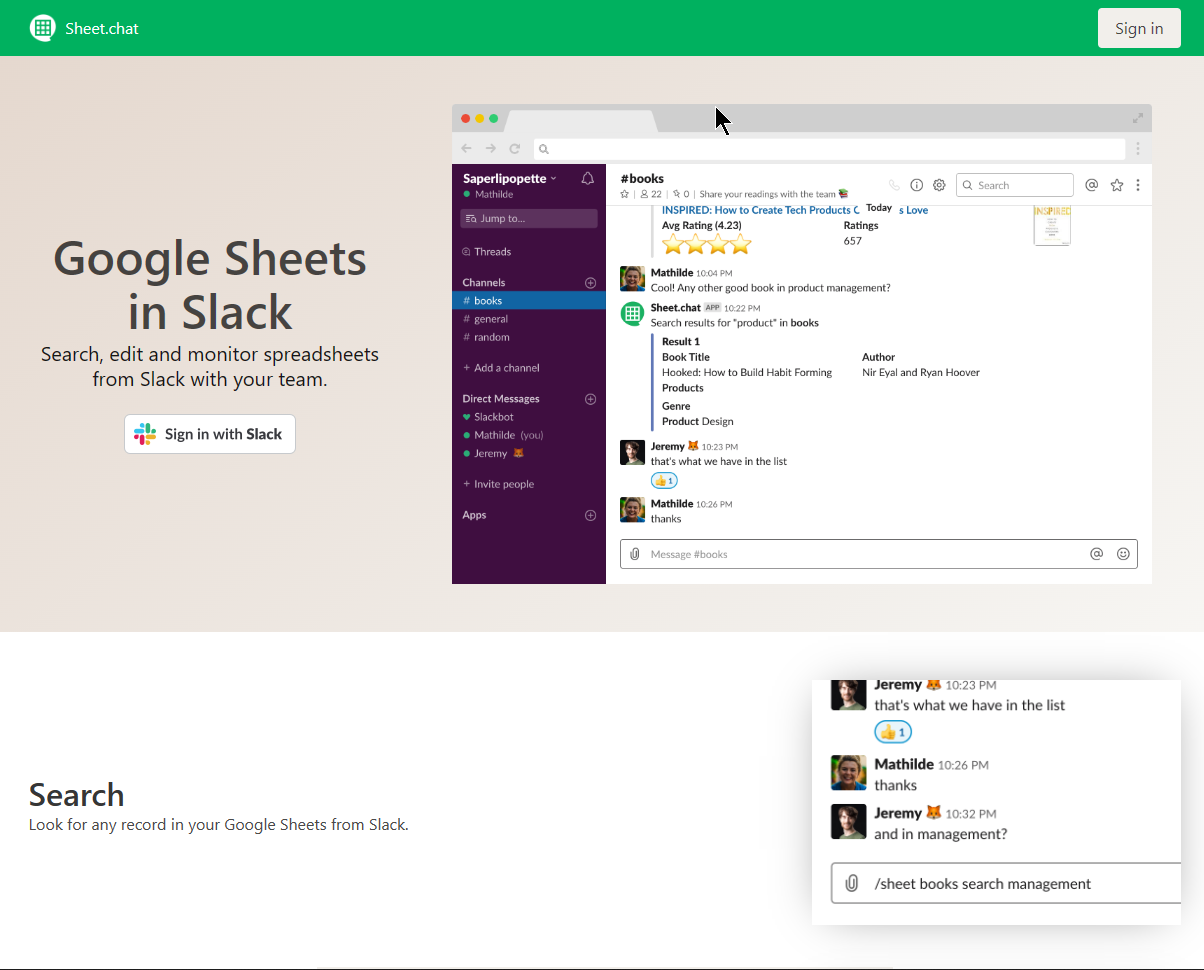 Sheet.chat
Sign in
Google Sheets
in Slack
Search, edit and monitor spreadsheets
from Slack with your team.
Sign in with Slack
Saperlipopette
Mathilde
Jump to...
Threads
Channels
# books
# general
# random
+ Add a channel
Direct Messages
Slackbot
Mathilde (you)
Jeremy
+ Invite people
Apps
#books
22 | 0 | Share your readings with the team
Search
INSPIRED: How to Create Tech Products C
Today
s Love
Avg Rating (4.23)
Ratings
657
INSPIRED
Mathilde 10:04 PM
Cool! Any other good book in product management?
Sheet.chat APP 10:22 PM
Search results for "product" in books
Result 1
Book Title
Author
Hooked: How to Build Habit Forming
Products
Nir Eyal and Ryan Hoover
Genre
Product Design
Jeremy 10:23 PM
that's what we have in the list
1
Mathilde 10:26 PM
thanks
Message #books
Search
Look for any record in your Google Sheets from Slack.
Jeremy 10:23 PM
that's what we have in the list
1
Mathilde 10:26 PM
thanks
Jeremy 10:32 PM
and in management?
/sheet books search management